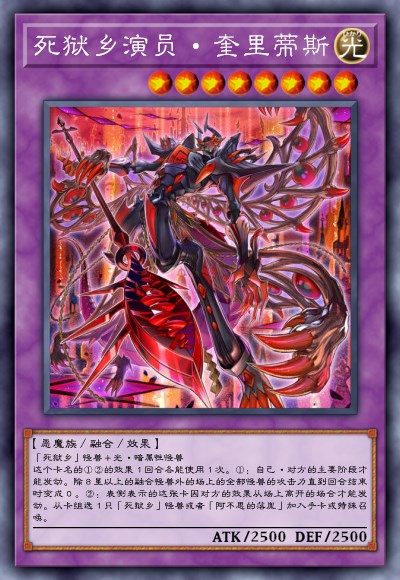 死狱乡演员·奎里蒂斯
光
【恶魔族/融合/效果】
「死狱乡」怪兽+光·暗属性怪兽
这个卡名的①②的效果1回合各能使用1次。①：自己·对方的主要阶段才
能发动。除8星以上的融合怪兽外的场上的全部怪兽的攻击力直到回合结束
时变成0。②：表侧表示的这张卡因对方的效果从场上离开的场合才能发
动。从卡组选1只「死狱乡」怪兽或者「阿不思的落胤」加入手卡或特殊召
唤。
ATK/2500 DEF/2500